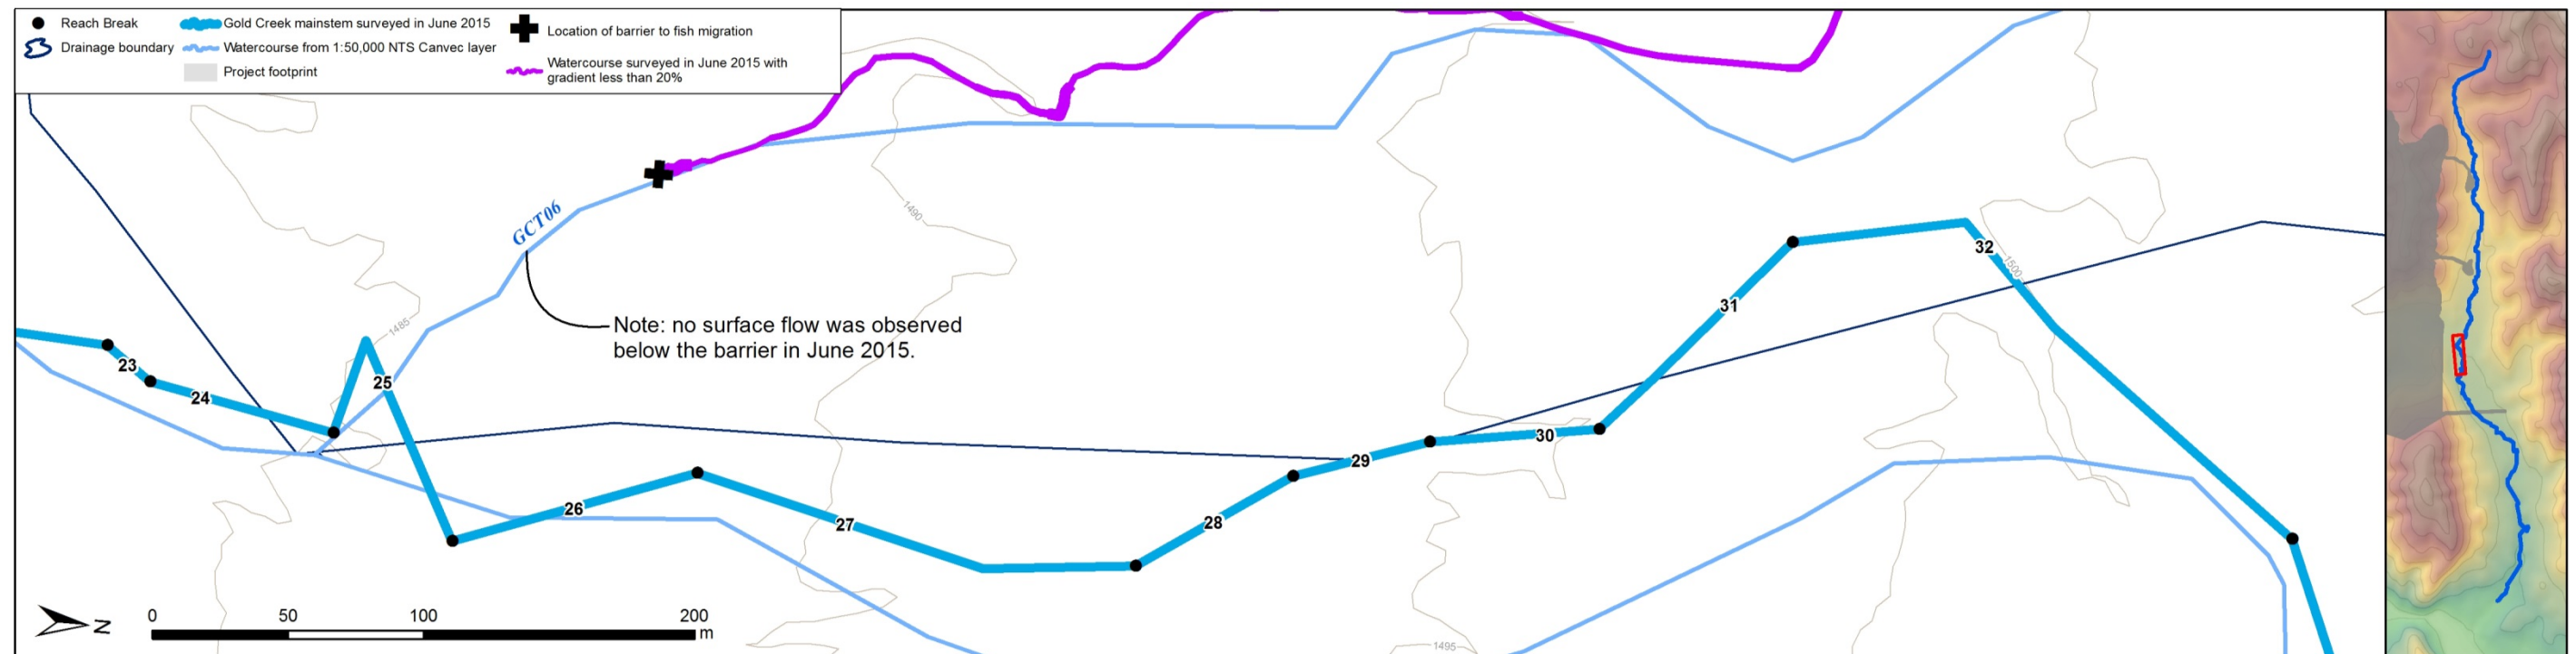 Reach Break
Drainage boundary
Gold Creek mainstem surveyed in June 2015
Watercourse from 1:50,000 NTS Canvec layer
Project footprint
Location of barrier to fish migration
Watercourse surveyed in June 2015 with
gradient less than 20%
GCT06
1490
1485
Note: no surface flow was observed
below the barrier in June 2015.
23
24
25
26
27
28
29
30
31
32
1500
1495
N
0 50 100 200
m